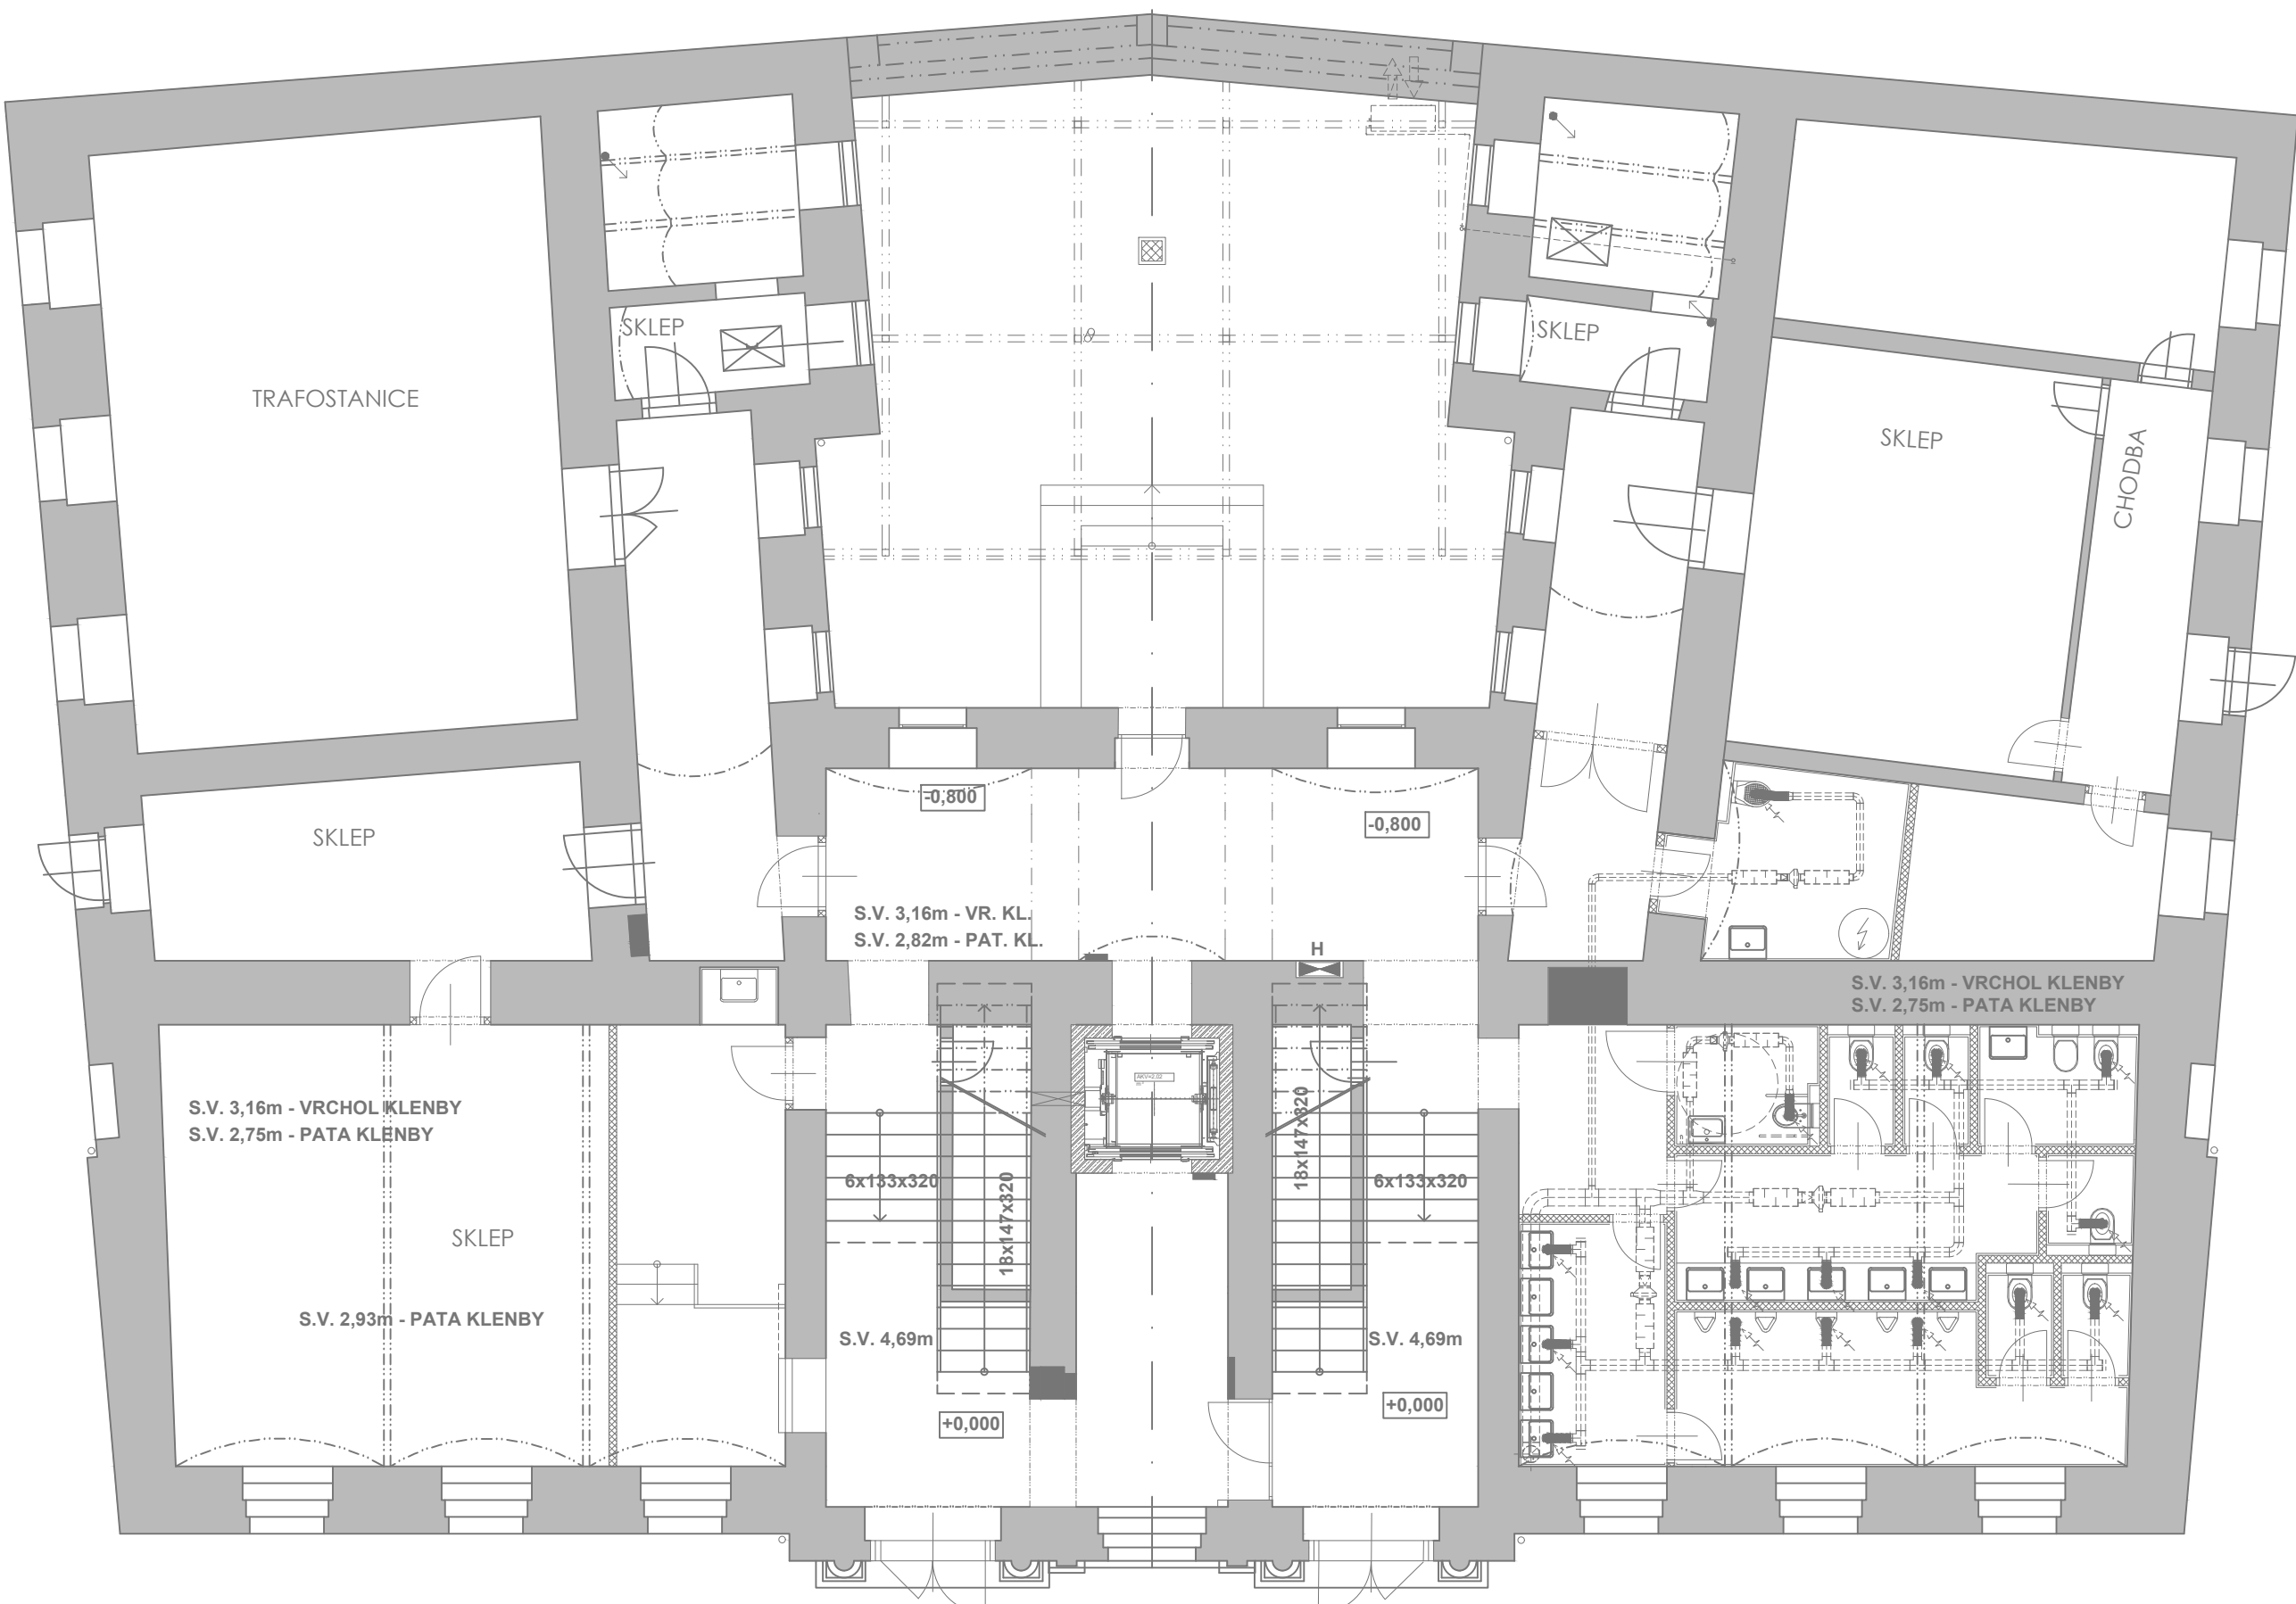 SKLEP
SKLEP
TRAFOSTANICE
SKLEP
CHODBA
-0,800
-0,800
SKLEP
S.V. 3,16m - VR. KL.
S.V. 2,82m - PAT. KL.
H
S.V. 3,16m - VRCHOL KLENBY
S.V. 2,75m - PATA KLENBY
S.V. 3,16m - VRCHOL KLENBY
S.V. 2,75m - PATA KLENBY
6x133x320
18x147x320
18x147x320
6x133x320
SKLEP
S.V. 2,93m - PATA KLENBY
S.V. 4,69m
S.V. 4,69m
+0,000
+0,000